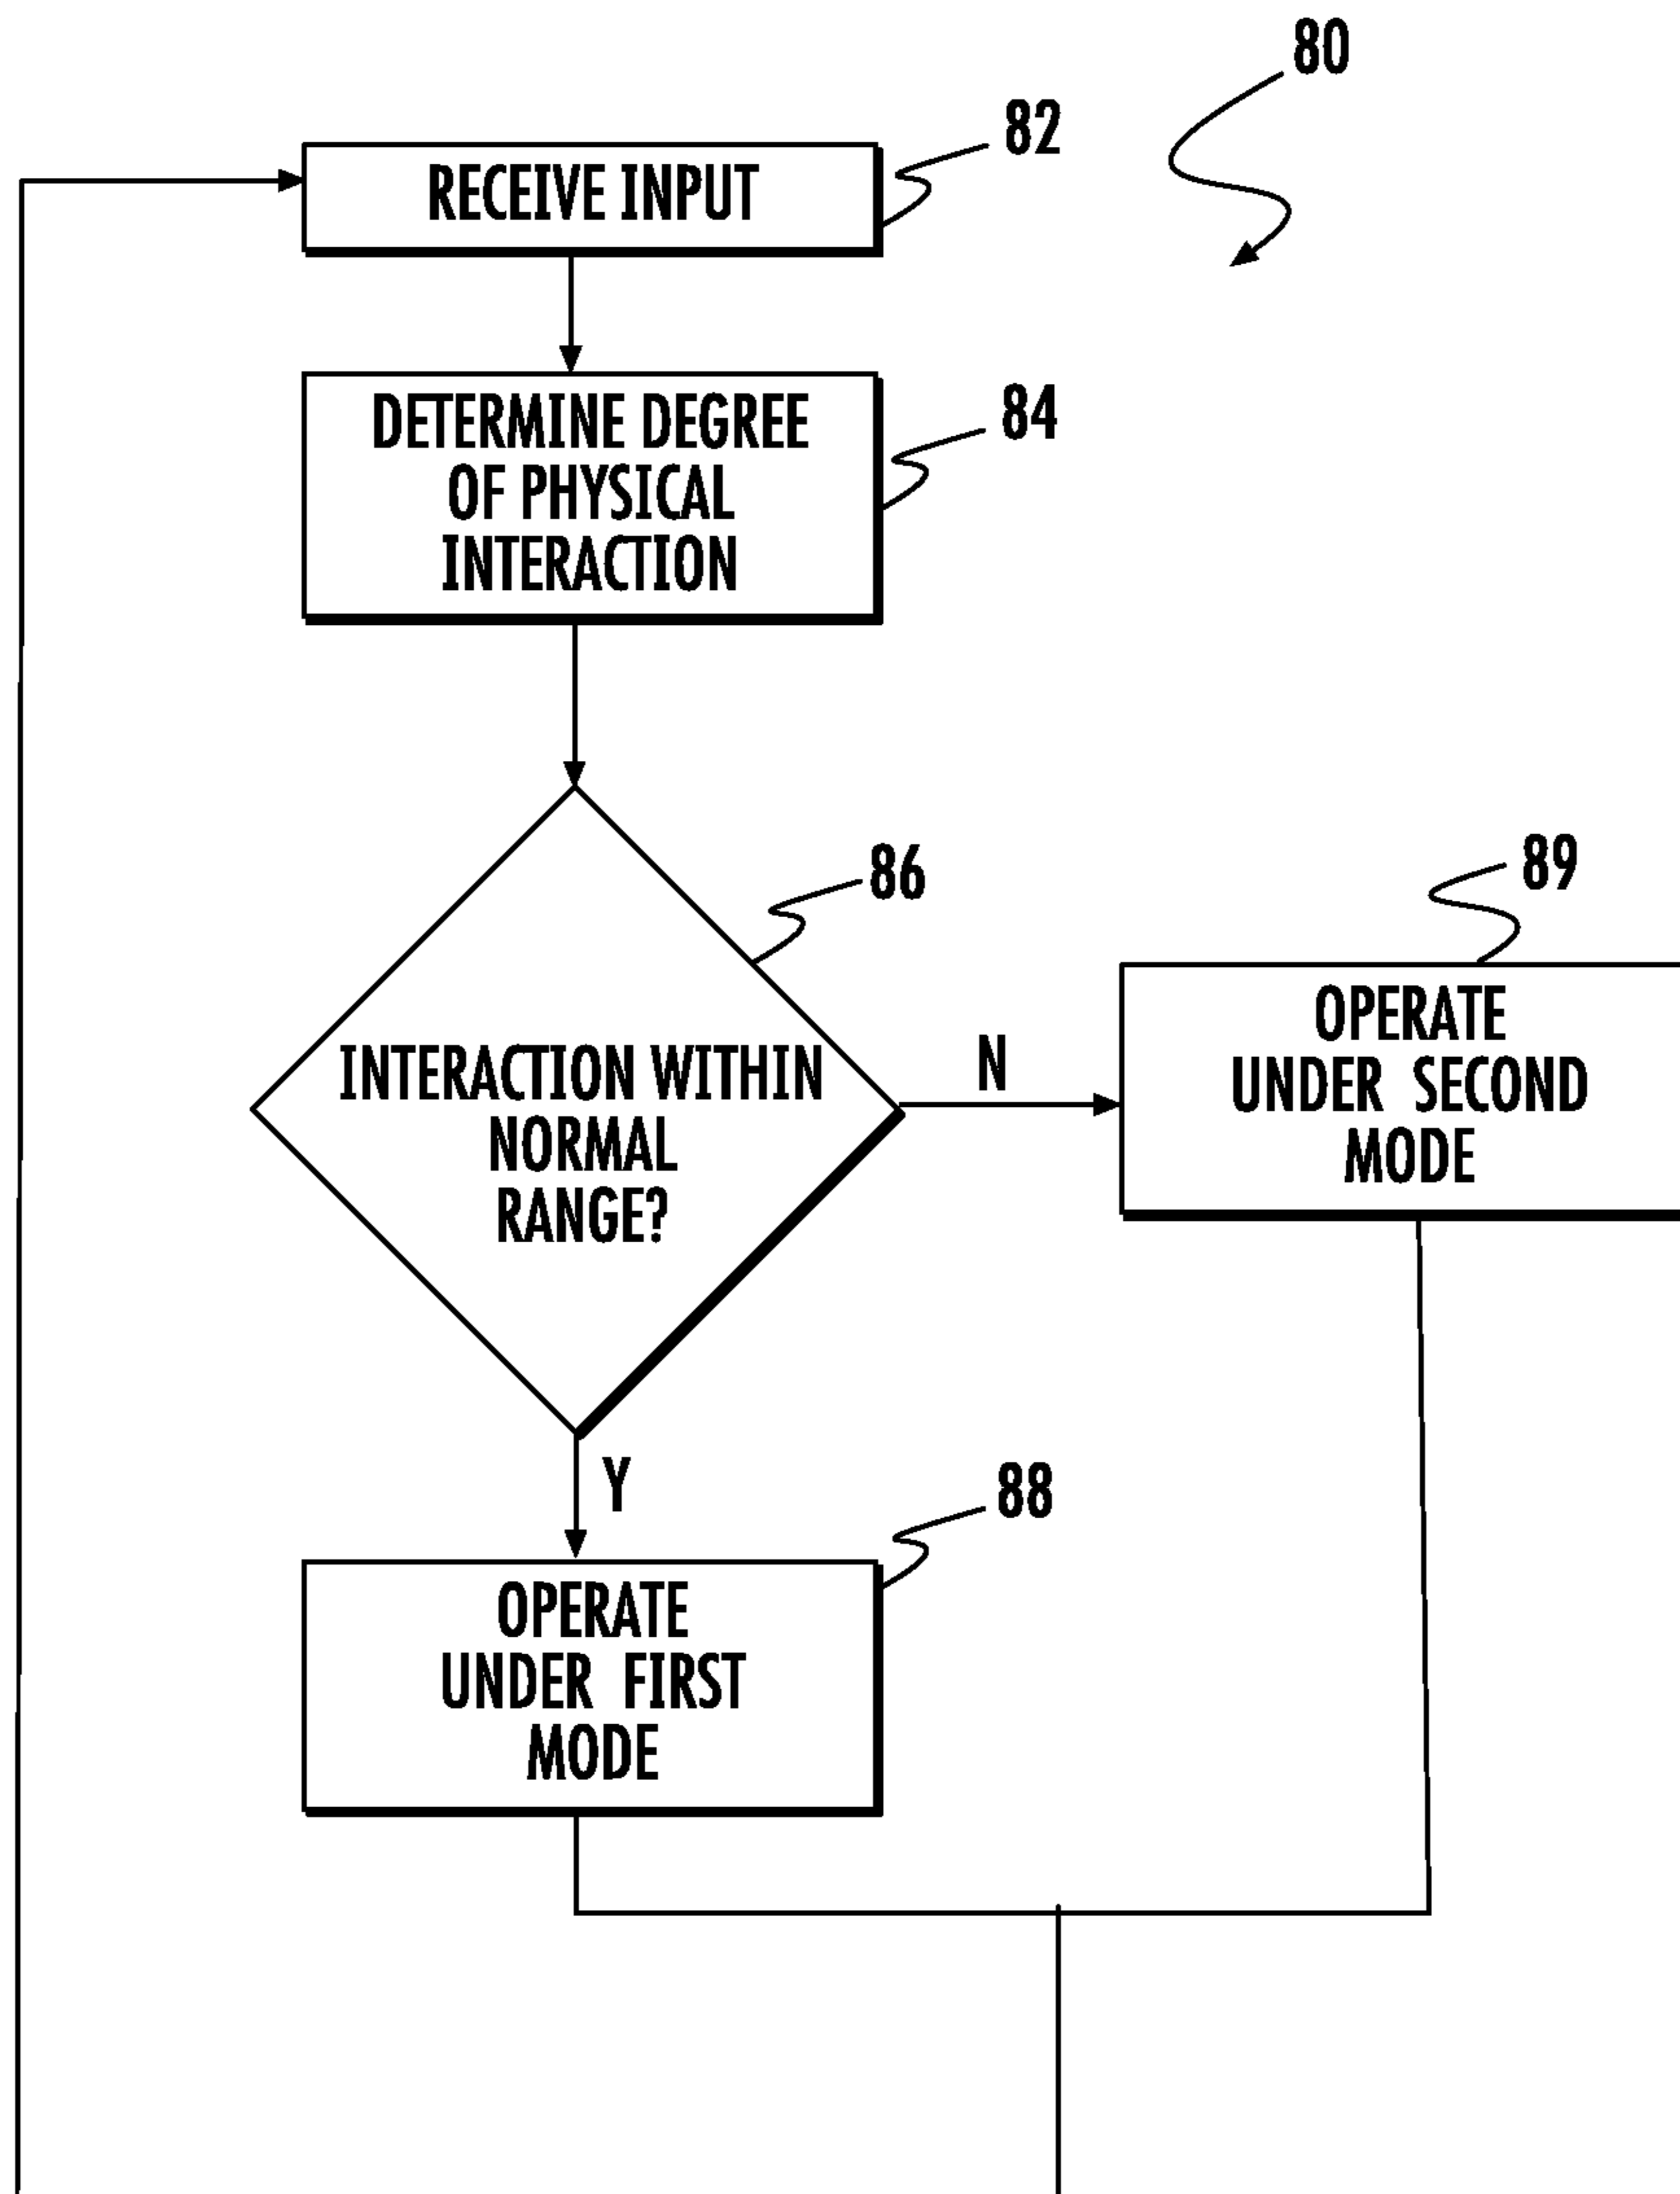 80
82
RECEIVE INPUT
84
DETERMINE DEGREE
OF PHYSICAL
INTERACTION
86
INTERACTION WITHIN
NORMAL
RANGE?
N
89
OPERATE
UNDER SECOND
MODE
Y
88
OPERATE
UNDER FIRST
MODE